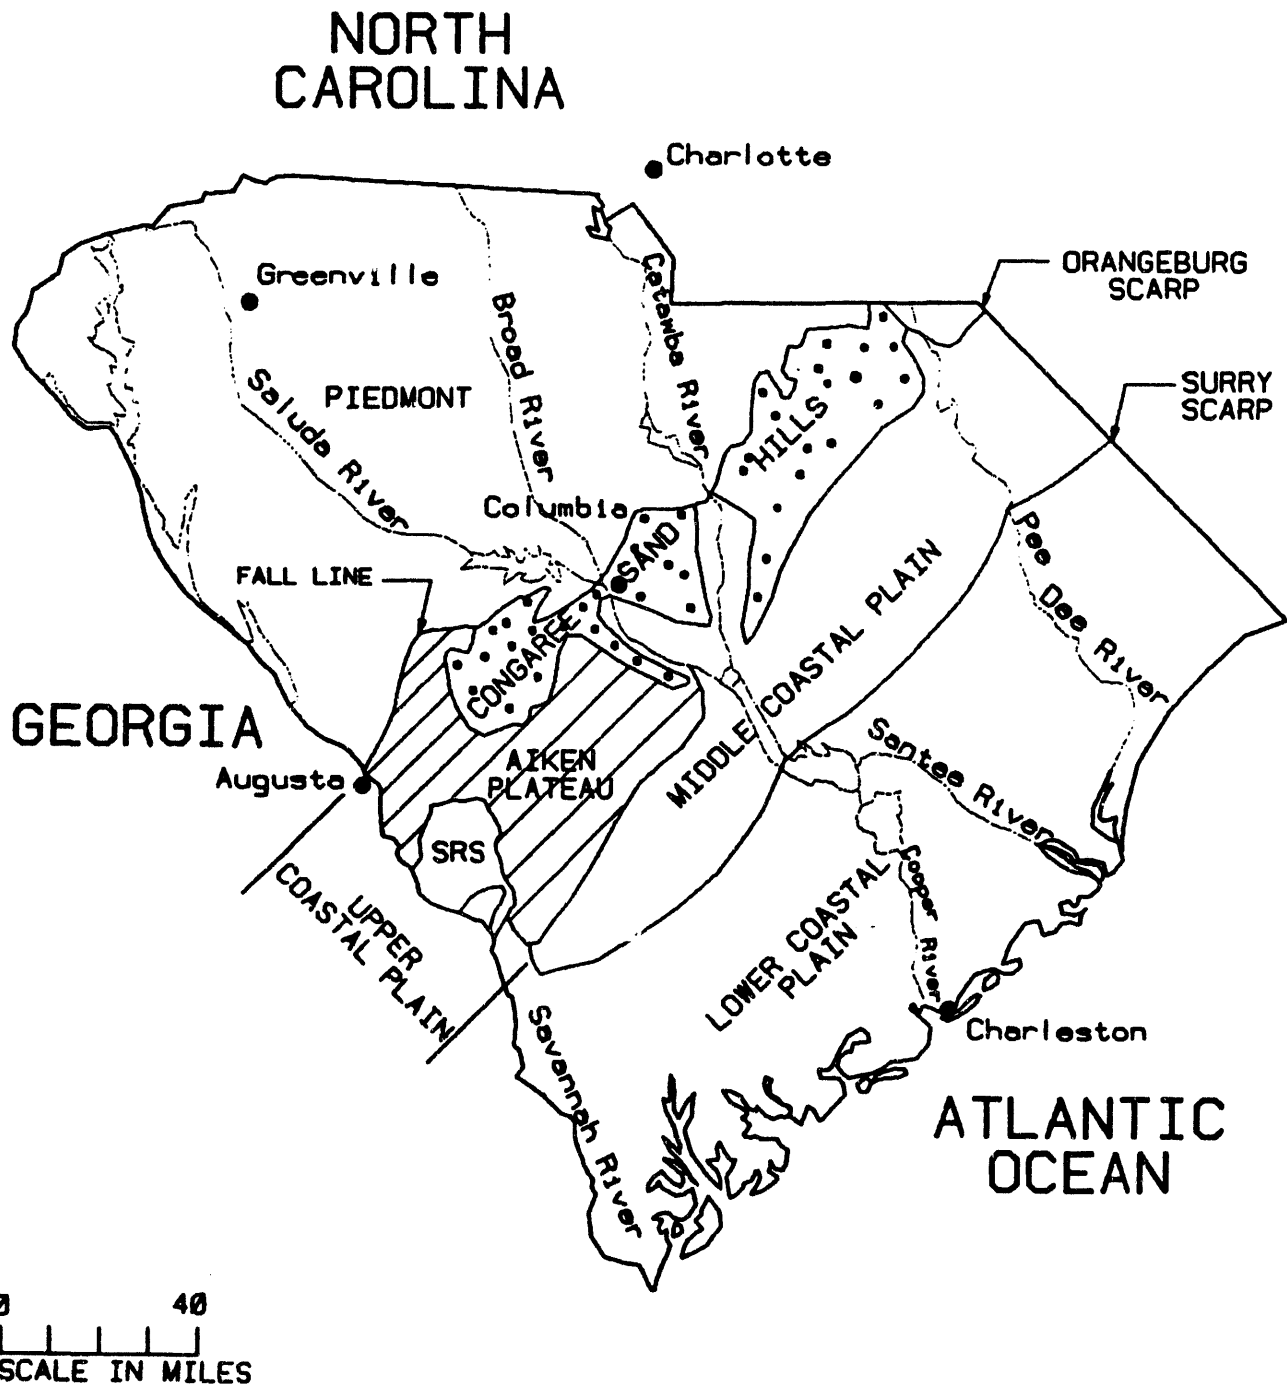 NORTH
CAROLINA
Charlotte
ORANGEBURG
SCARP
Greenville
Catawba River
Broad River
SURRY
SCARP
PIEDMONT
Saluda River
HILLS
Columbia
SAND
Pee Dee River
FALL LINE
CONGAREE
MIDDLE COASTAL PLAIN
GEORGIA
Augusta
AIKEN
PLATEAU
Santee River
SRS
Cooper River
UPPER
COASTAL PLAIN
LOWER COASTAL
PLAIN
Savannah River
Charleston
ATLANTIC
OCEAN
0 40
SCALE IN MILES